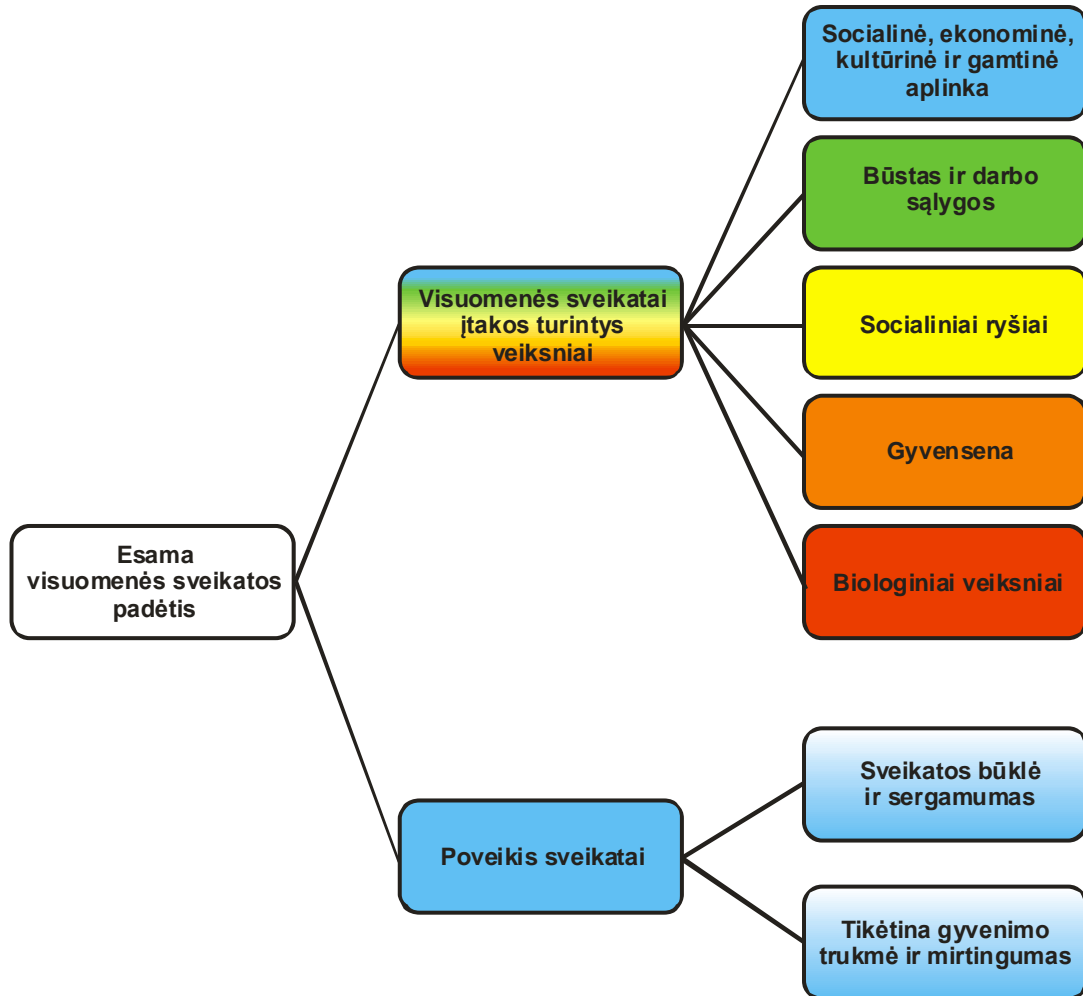 Socialinė, ekonominė,
kultūrinė ir gamtinė
aplinka
Būstas ir darbo
sąlygos
Visuomenės sveikatai
įtakos turintys
veiksniai
Socialiniai ryšiai
Gyvensena
Esama
visuomenės sveikatos
padėtis
Biologiniai veiksniai
Sveikatos būklė
ir sergamumas
Poveikis sveikatai
Tikėtina gyvenimo
trukmė ir mirtingumas